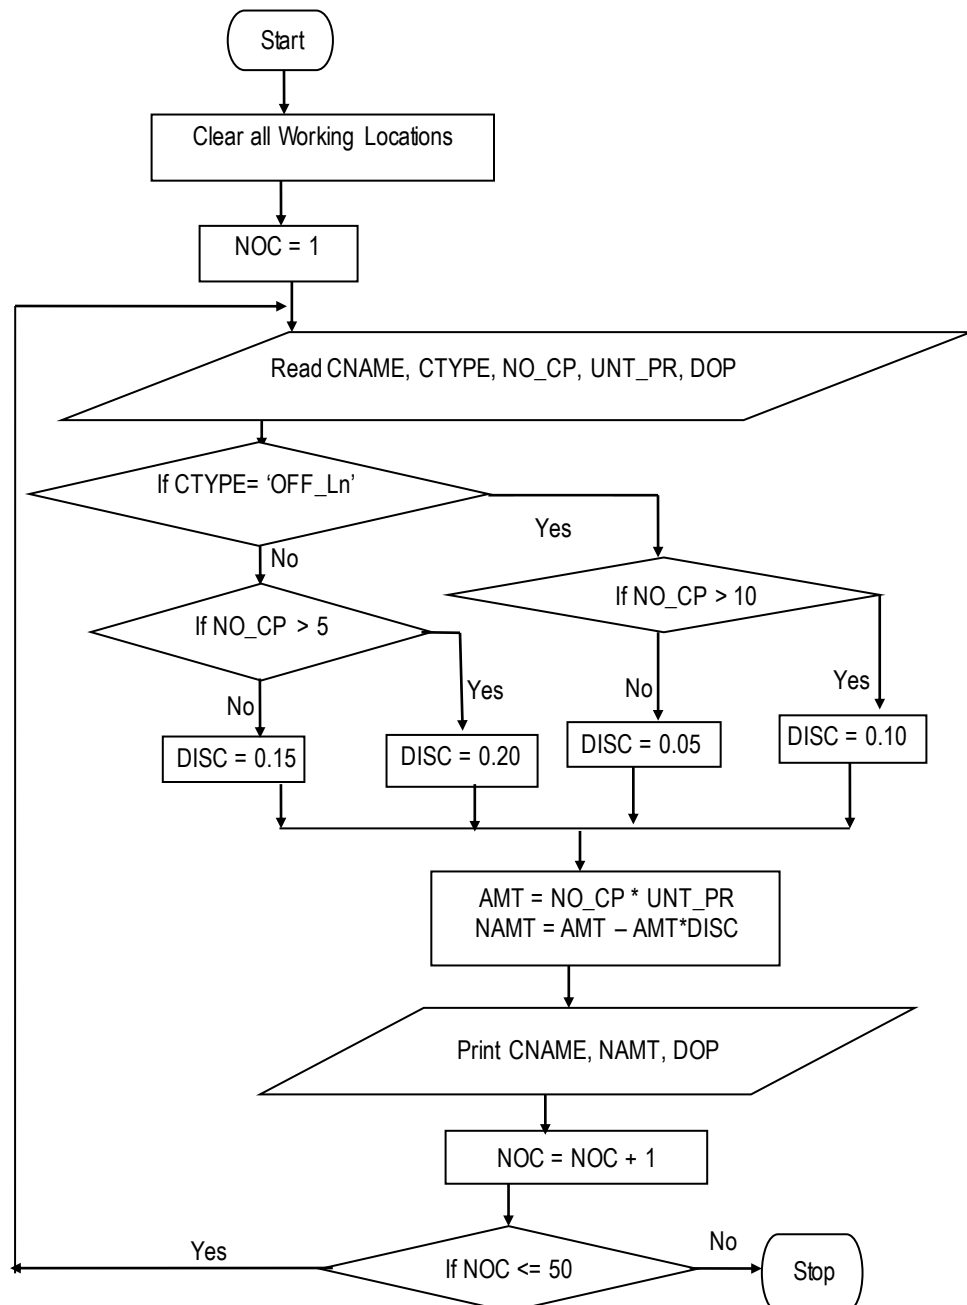 Start
Clear all Working Locations
NOC = 1
Read CNAME, CTYPE, NO_CP, UNT_PR, DOP
If CTYPE= ‘OFF_Ln’
Yes
No
If NO_CP > 10
If NO_CP > 5
No
Yes
No
Yes
DISC = 0.15
DISC = 0.20
DISC = 0.05
DISC = 0.10
AMT = NO_CP * UNT_PR
NAMT = AMT – AMT*DISC
Print CNAME, NAMT, DOP
NOC = NOC + 1
Yes
If NOC <= 50
No
Stop